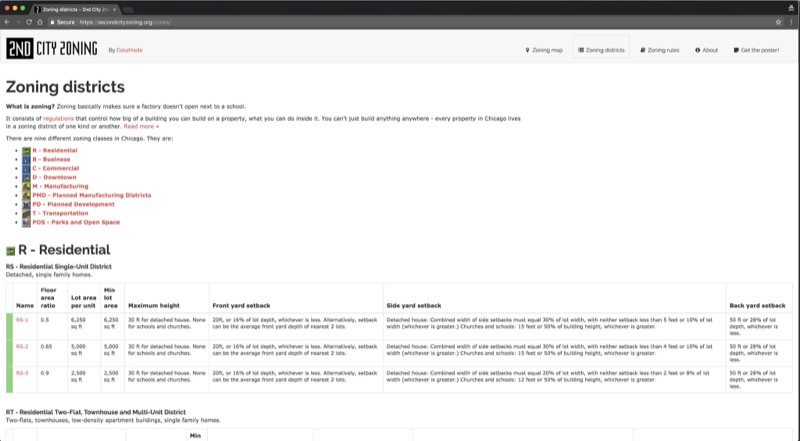 Zoning districts - 2nd City Zo
Secure https://secondcityzoning.org/zones/
2ND CITY ZONING By DataMade Zoning map Zoning districts Zoning rules About Get the poster!
Zoning districts
What is zoning? Zoning basically makes sure a factory doesn't open next to a school.
It consists of regulations that control how big of a building you can build on a property, what you can do inside it. You can't just build anything anywhere - every property in Chicago lives
in a zoning district of one kind or another. Read more »
There are nine different zoning classes in Chicago. They are:
R - Residential
B - Business
C - Commercial
D - Downtown
M - Manufacturing
PMD - Planned Manufacturing Districts
PD - Planned Development
T - Transportation
POS - Parks and Open Space
R - Residential
RS - Residential Single-Unit District
Detached, single family homes.
Name Floor area ratio Lot area per unit Min lot area Maximum height Front yard setback Side yard setback Back yard setback
RS-1 0.5 6,250 sq ft 6,250 sq ft 30 ft for detached house. None for schools and churches. 20ft, or 16% of lot depth, whichever is less. Alternatively, setback can be the average front yard depth of nearest 2 lots. Detached house: Combined width of side setbacks must equal 30% of lot width, with neither setback less than 5 feet or 10% of lot width (whichever is greater.) Churches and schools: 15 feet or 50% of building height, whichever is greater. 50 ft or 28% of lot depth, whichever is less.
RS-2 0.65 5,000 sq ft 5,000 sq ft 30 ft for detached house. None for schools and churches. 20ft, or 16% of lot depth, whichever is less. Alternatively, setback can be the average front yard depth of nearest 2 lots. Detached house: Combined width of side setbacks must equal 30% of lot width, with neither setback less than 4 feet or 10% of lot width (whichever is greater.) Churches and schools: 15 feet or 50% of building height, whichever is greater. 50 ft or 28% of lot depth, whichever is less.
RS-3 0.9 2,500 sq ft 2,500 sq ft 30 ft for detached house. None for schools and churches. 20ft, or 16% of lot depth, whichever is less. Alternatively, setback can be the average front yard depth of nearest 2 lots. Detached house: Combined width of side setbacks must equal 20% of lot width, with neither setback less than 2 feet or 8% of lot width (whichever is greater.) Churches and schools: 12 feet or 50% of building height, whichever is greater. 50 ft or 28% of lot depth, whichever is less.
RT - Residential Two-Flat, Townhouse and Multi-Unit District
Two-flats, townhouses, low-density apartment buildings, single family homes.
Min